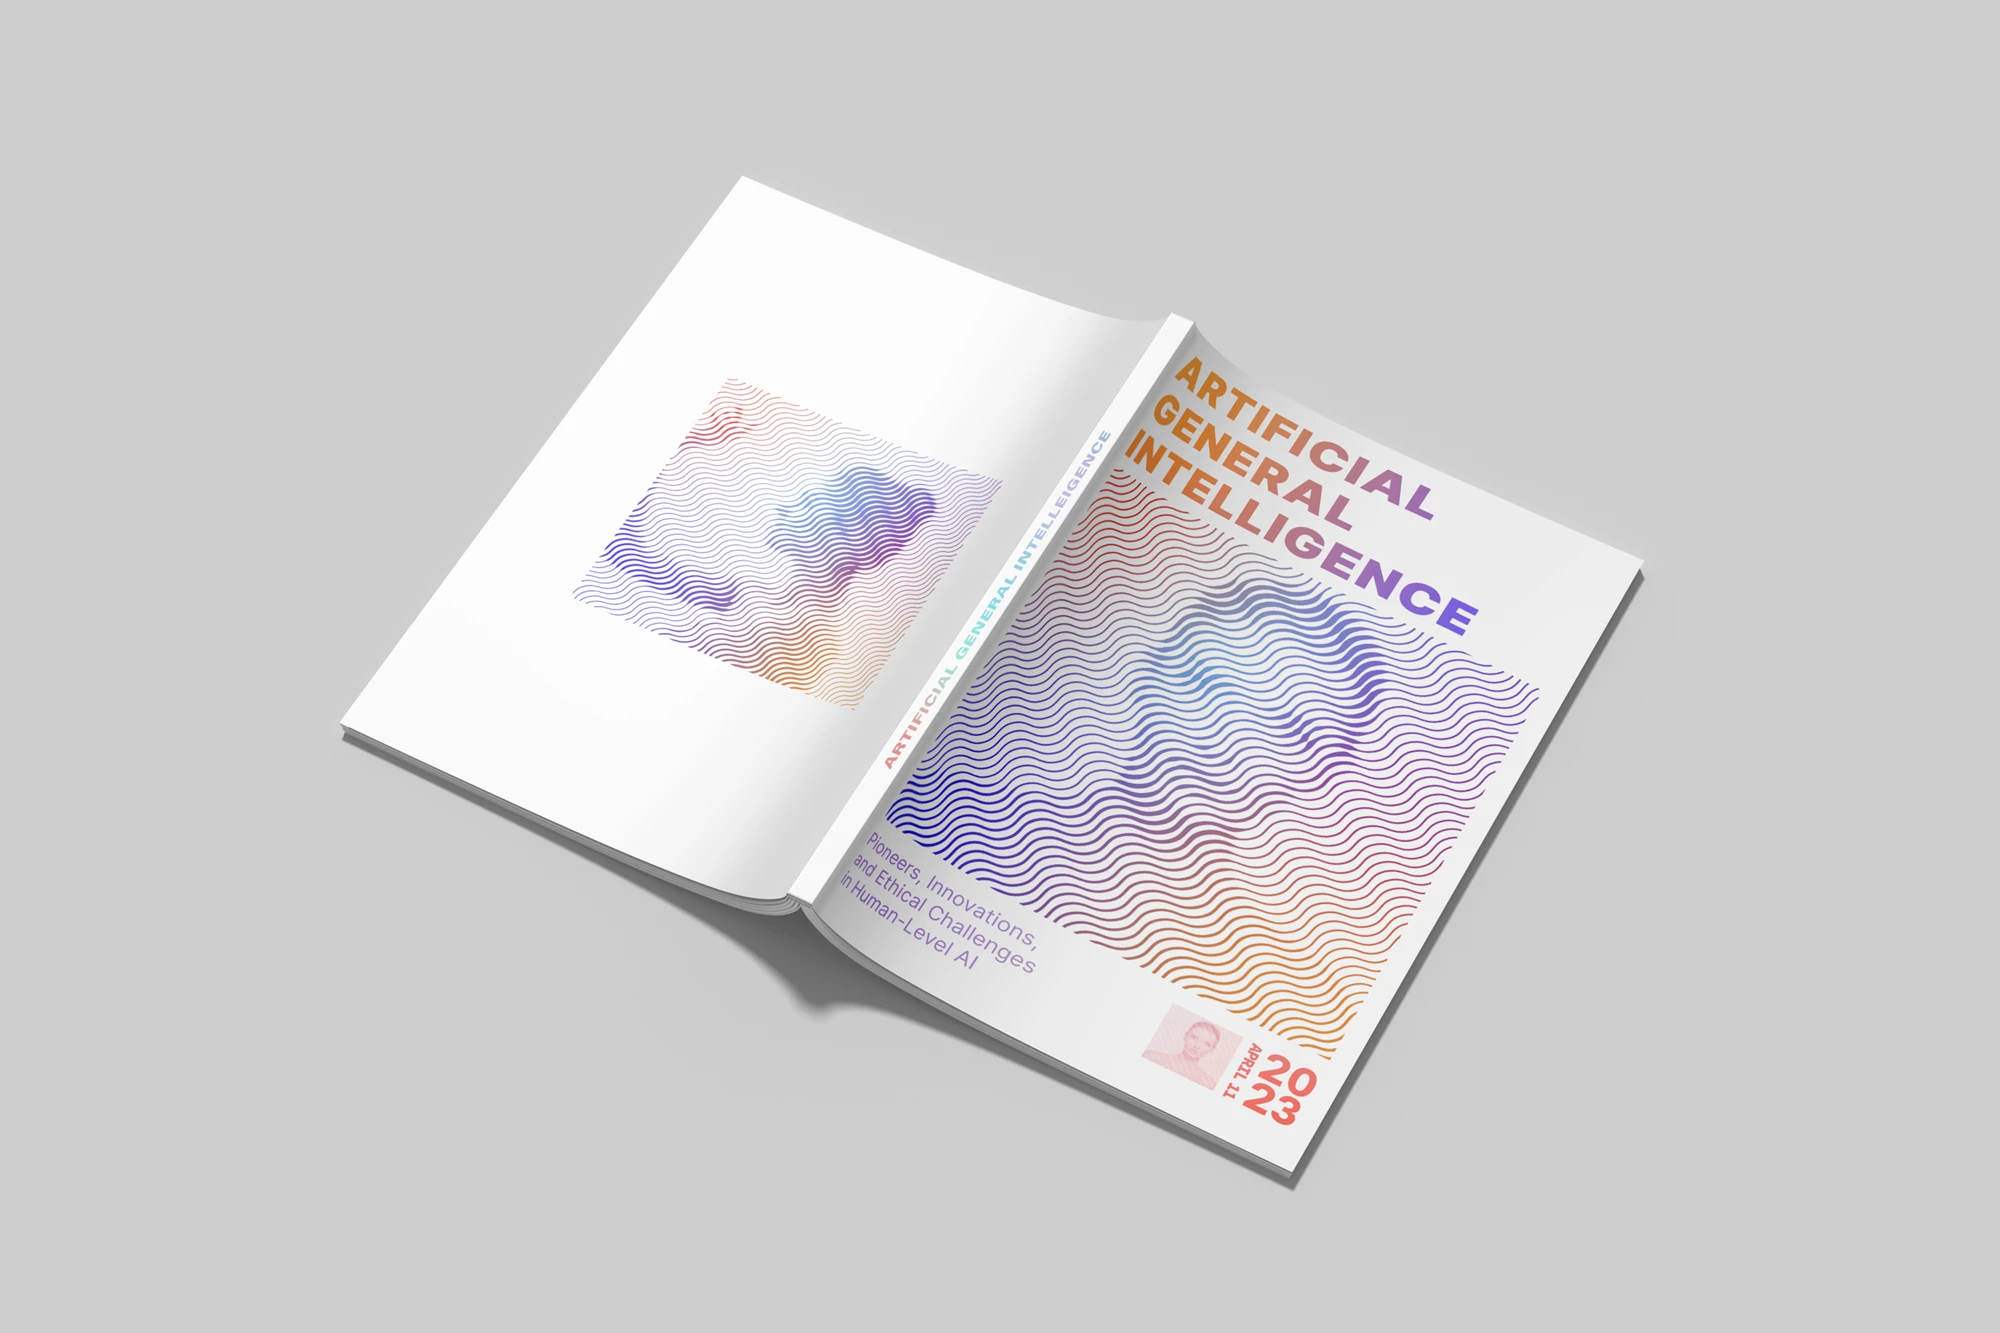 ARTIFICIAL GENERAL INTELLEIGENCE
ARTIFICIAL
GENERAL
INTELLIGENCE
Pioneers, Innovations,
and Ethical Challenges
in Human-Level AI
APRIL 11
20
23